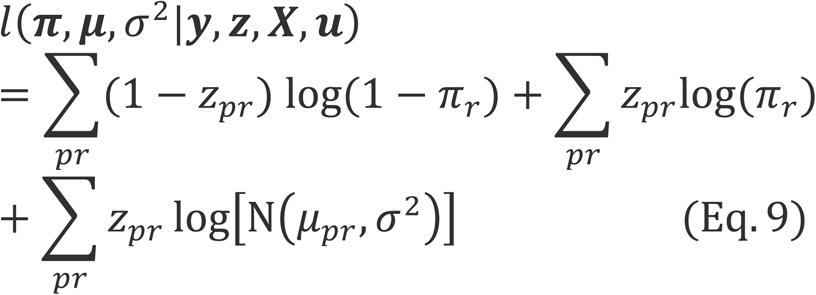 l(π, μ, σ²|y, z, X, u)
= ∑_{pr} (1 − z_{pr}) log(1 − π_r) + ∑_{pr} z_{pr}log(π_r)
+ ∑_{pr} z_{pr} log[N(μ_{pr}, σ²)] (Eq. 9)